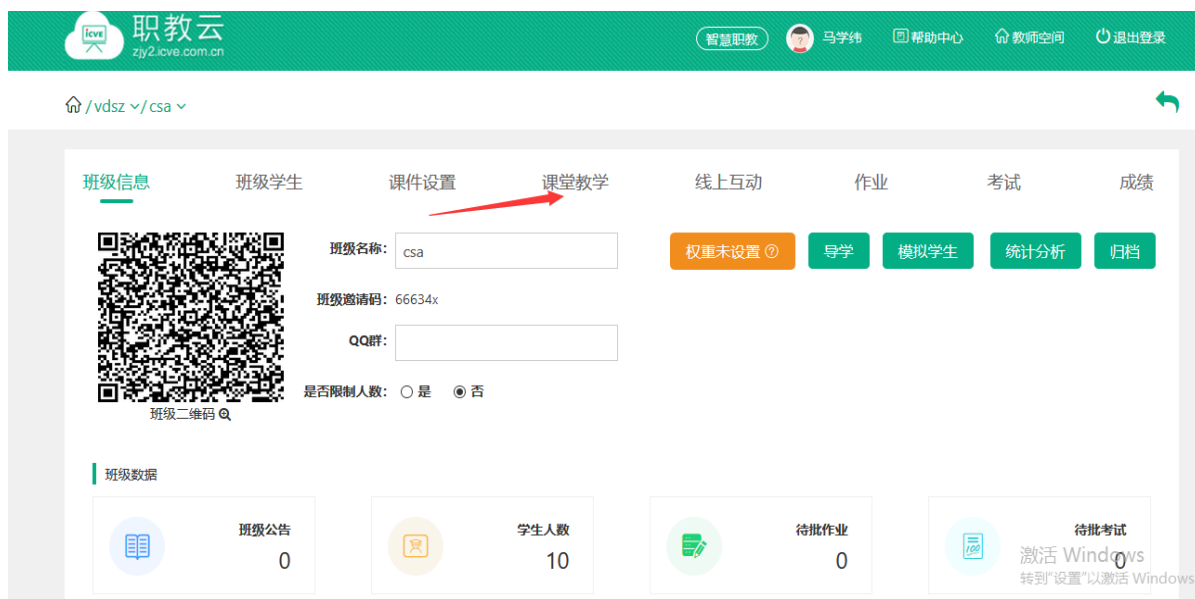 icve
职教云
zjy2.icve.com.cn
智慧职教 马学纬 帮助中心 教师空间 退出登录
/ vdsz / csa
班级信息 班级学生 课件设置 课堂教学 线上互动 作业 考试 成绩
班级名称： csa
权重未设置 导学 模拟学生 统计分析 归档
班级邀请码： 66634x
QQ群：
是否限制人数： 是 否
班级二维码
班级数据
班级公告 学生人数 待批作业 待批考试
0 10 0 0
100
激活 Windows
转到"设置"以激活 Windows